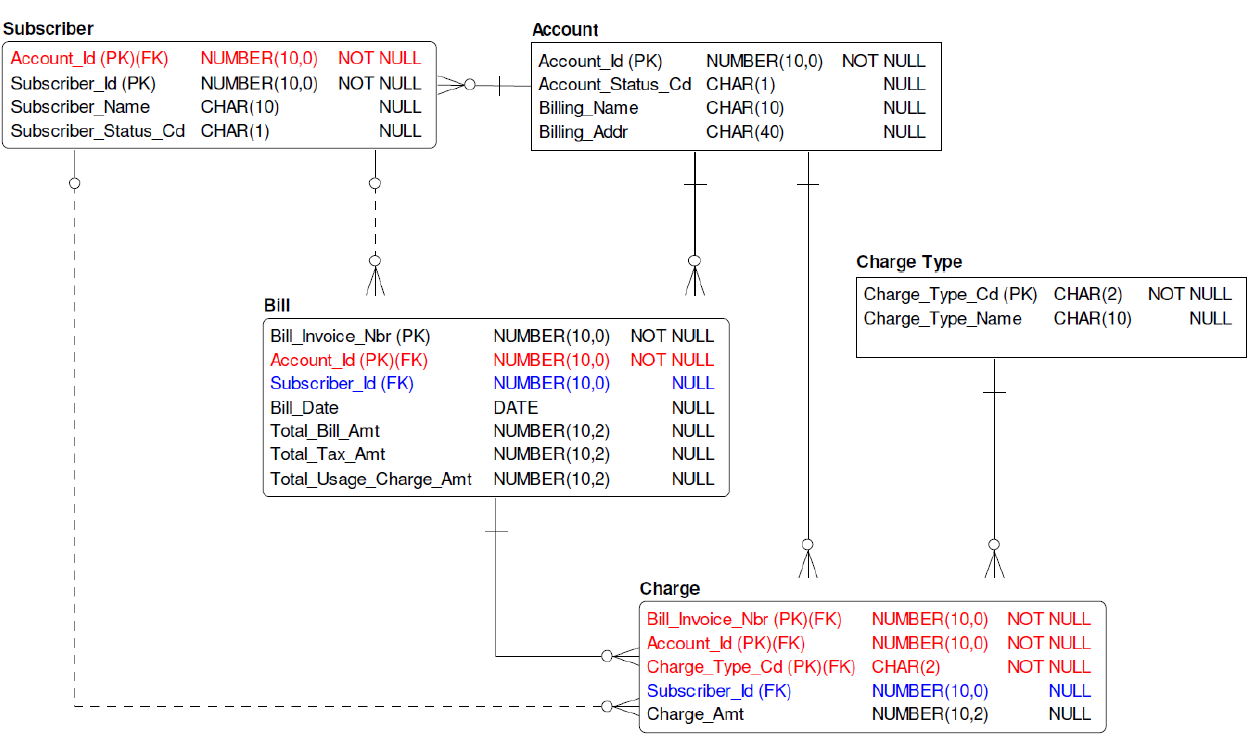 Subscriber
Account_Id (PK)(FK) NUMBER(10,0) NOT NULL
Subscriber_Id (PK) NUMBER(10,0) NOT NULL
Subscriber_Name CHAR(10) NULL
Subscriber_Status_Cd CHAR(1) NULL
Account
Account_Id (PK) NUMBER(10,0) NOT NULL
Account_Status_Cd CHAR(1) NULL
Billing_Name CHAR(10) NULL
Billing_Addr CHAR(40) NULL
Charge Type
Charge_Type_Cd (PK) CHAR(2) NOT NULL
Charge_Type_Name CHAR(10) NULL
Bill
Bill_Invoice_Nbr (PK) NUMBER(10,0) NOT NULL
Account_Id (PK)(FK) NUMBER(10,0) NOT NULL
Subscriber_Id (FK) NUMBER(10,0) NULL
Bill_Date DATE NULL
Total_Bill_Amt NUMBER(10,2) NULL
Total_Tax_Amt NUMBER(10,2) NULL
Total_Usage_Charge_Amt NUMBER(10,2) NULL
Charge
Bill_Invoice_Nbr (PK)(FK) NUMBER(10,0) NOT NULL
Account_Id (PK)(FK) NUMBER(10,0) NOT NULL
Charge_Type_Cd (PK)(FK) CHAR(2) NOT NULL
Subscriber_Id (FK) NUMBER(10,0) NULL
Charge_Amt NUMBER(10,2) NULL